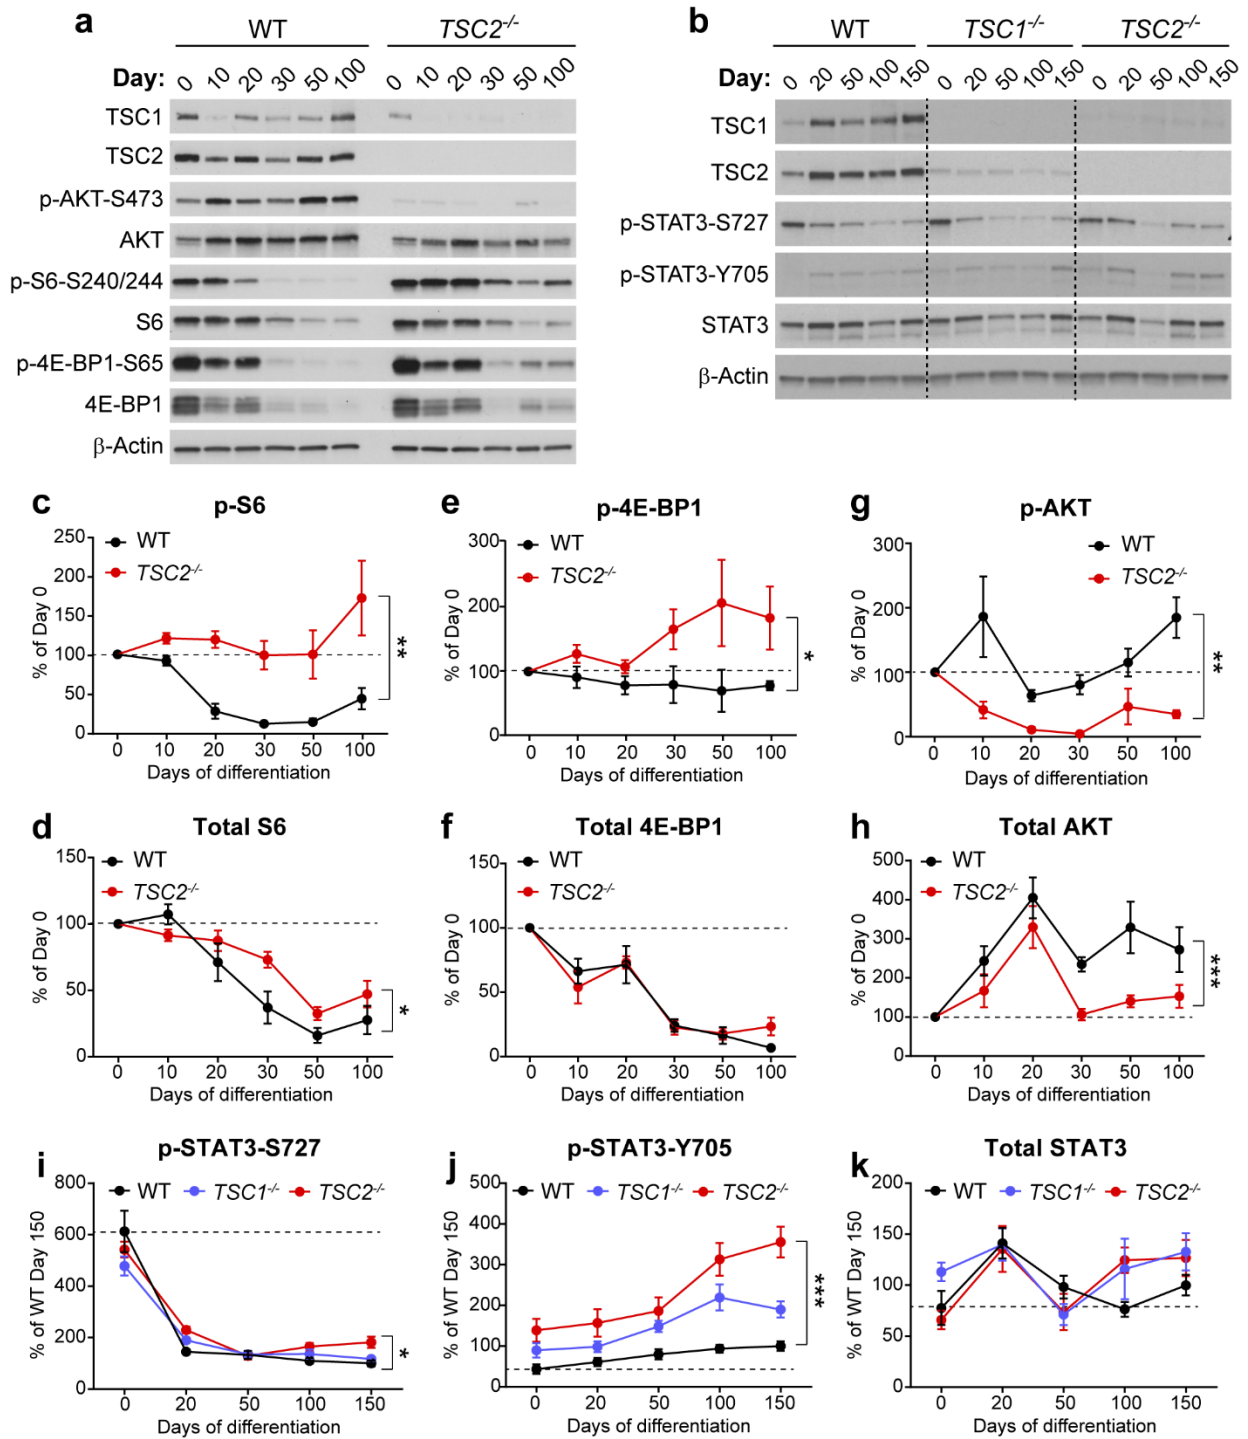 a
WT TSC2-/-
Day: 0 10 20 30 50 100 0 10 20 30 50 100
TSC1
TSC2
p-AKT-S473
AKT
p-S6-S240/244
S6
p-4E-BP1-S65
4E-BP1
β-Actin
b
WT TSC1-/- TSC2-/-
Day: 0 20 50 100 150 0 20 50 100 150 0 20 50 100 150
TSC1
TSC2
p-STAT3-S727
p-STAT3-Y705
STAT3
β-Actin
c
p-S6
WT
TSC2-/-
% of Day 0
250
200
150
100
50
0
**
0 10 20 30 50 100
Days of differentiation
e
p-4E-BP1
WT
TSC2-/-
% of Day 0
300
200
100
0
*
0 10 20 30 50 100
Days of differentiation
g
p-AKT
WT
TSC2-/-
% of Day 0
300
200
100
0
**
0 10 20 30 50 100
Days of differentiation
d
Total S6
WT
TSC2-/-
% of Day 0
150
100
50
0
*
0 10 20 30 50 100
Days of differentiation
f
Total 4E-BP1
WT
TSC2-/-
% of Day 0
150
100
50
0
0 10 20 30 50 100
Days of differentiation
h
Total AKT
WT
TSC2-/-
% of Day 0
500
400
300
200
100
0
***
0 10 20 30 50 100
Days of differentiation
i
p-STAT3-S727
WT TSC1-/- TSC2-/-
% of WT Day 150
800
600
400
200
0
*
0 20 50 100 150
Days of differentiation
j
p-STAT3-Y705
WT TSC1-/- TSC2-/-
% of WT Day 150
500
400
300
200
100
0
***
0 20 50 100 150
Days of differentiation
k
Total STAT3
WT TSC1-/- TSC2-/-
% of WT Day 150
200
150
100
50
0
0 20 50 100 150
Days of differentiation